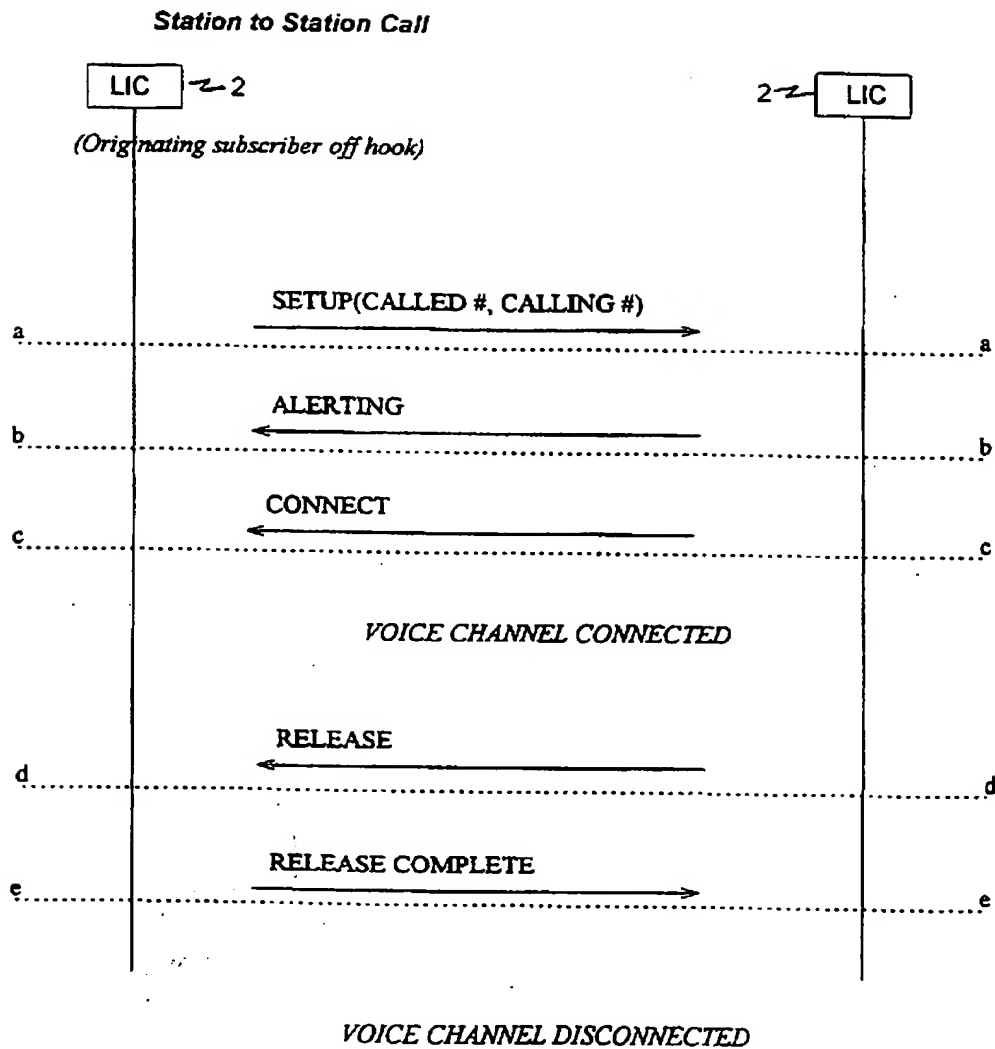 Station to Station Call
LIC 2
2 LIC
(Originating subscriber off hook)
SETUP(CALLED #, CALLING #)
a a
ALERTING
b b
CONNECT
c c
VOICE CHANNEL CONNECTED
RELEASE
d d
RELEASE COMPLETE
e e
VOICE CHANNEL DISCONNECTED